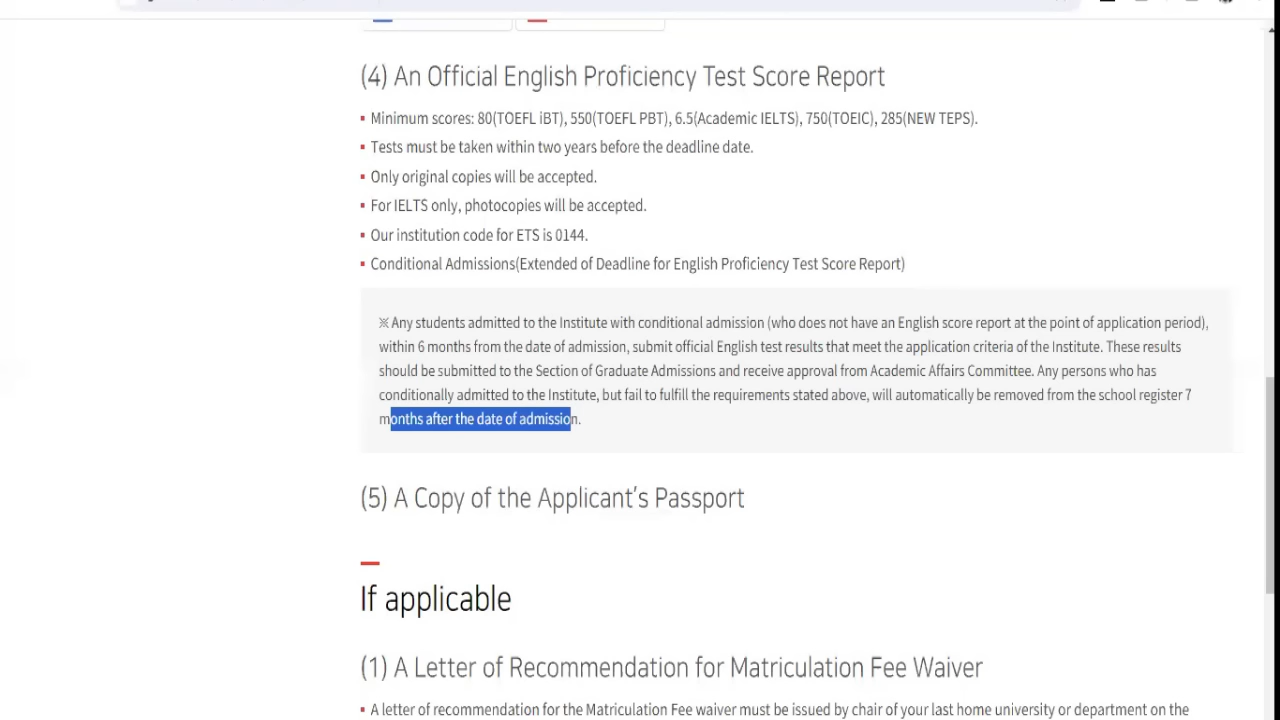 (4) An Official English Proficiency Test Score Report
▪ Minimum scores: 80(TOEFL iBT), 550(TOEFL PBT), 6.5(Academic IELTS), 750(TOEIC), 285(NEW TEPS).
▪ Tests must be taken within two years before the deadline date.
▪ Only original copies will be accepted.
▪ For IELTS only, photocopies will be accepted.
▪ Our institution code for ETS is 0144.
▪ Conditional Admissions(Extended of Deadline for English Proficiency Test Score Report)
※ Any students admitted to the Institute with conditional admission (who does not have an English score report at the point of application period),
within 6 months from the date of admission, submit official English test results that meet the application criteria of the Institute. These results
should be submitted to the Section of Graduate Admissions and receive approval from Academic Affairs Committee. Any persons who has
conditionally admitted to the Institute, but fail to fulfill the requirements stated above, will automatically be removed from the school register 7
months after the date of admission.
(5) A Copy of the Applicant's Passport
If applicable
(1) A Letter of Recommendation for Matriculation Fee Waiver
▪ A letter of recommendation for the Matriculation Fee waiver must be issued by chair of your last home university or department on the